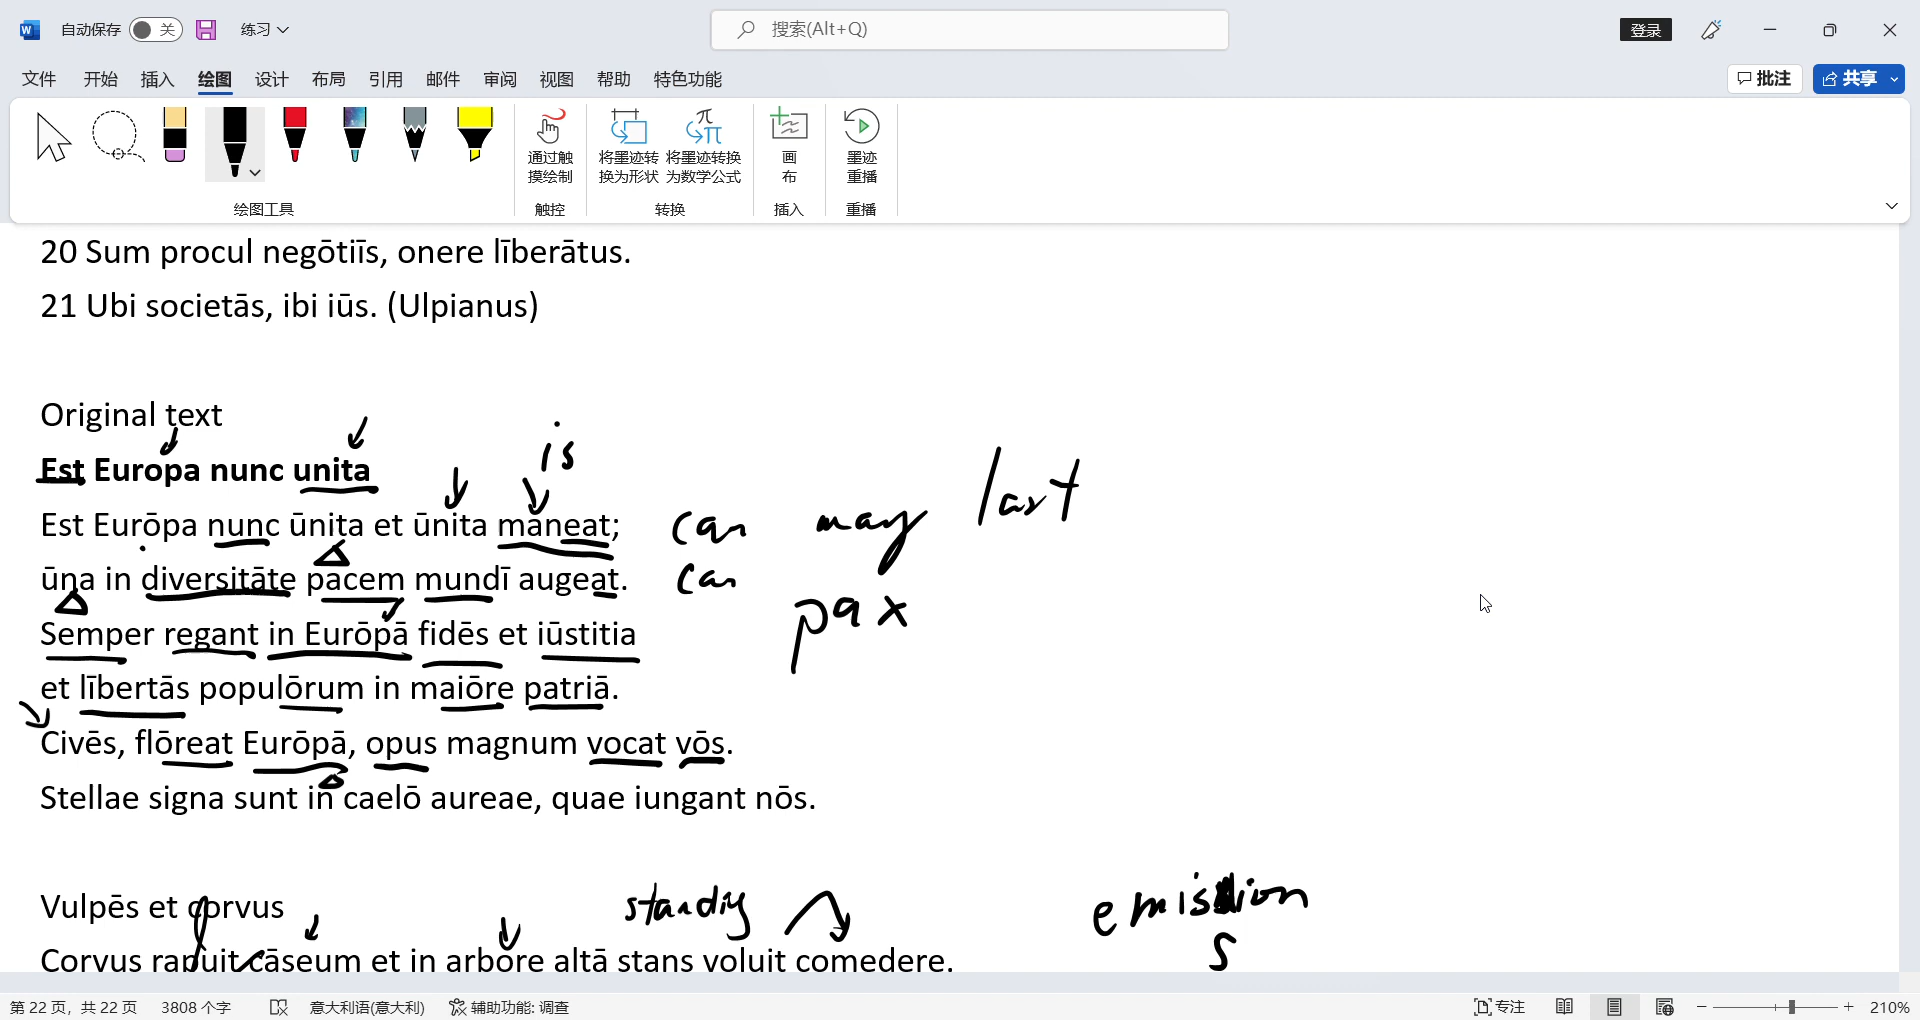 自动保存 关 练习 搜索(Alt+Q) 登录
文件 开始 插入 绘图 设计 布局 引用 邮件 审阅 视图 帮助 特色功能 批注 共享
通过触摸绘制 将墨迹转换为形状 将墨迹转换为数学公式 画布 墨迹重播
绘图工具 触控 转换 插入 重播
20 Sum procul negōtiīs, onere līberātus.
21 Ubi societās, ibi iūs. (Ulpianus)
Original text
is
Est Europa nunc unita
last
Est Eurōpa nunc ūnita et ūnita maneat; can may
ūna in diversitāte pacem mundī augeat. can
pax
Semper regant in Eurōpā fidēs et iūstitia
et lībertās populōrum in maiōre patriā.
Civēs, flōreat Eurōpā, opus magnum vocat vōs.
Stellae signa sunt in caelō aureae, quae iungant nōs.
Vulpēs et corvus standing emission
s
Corvus rapuit cāseum et in arbore altā stans voluit comedere.
第 22 页，共 22 页 3808 个字 意大利语(意大利) 辅助功能: 调查 专注 210%